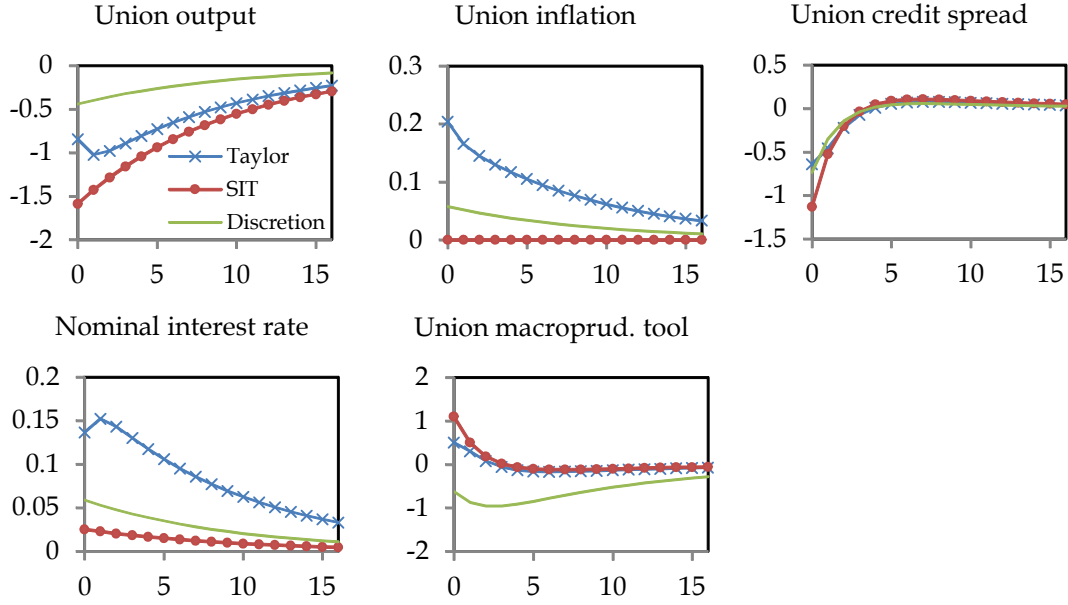 Union output
Union inflation
Union credit spread
0
-0.5
-1
-1.5
-2
Taylor
SIT
Discretion
0 5 10 15
0.3
0.2
0.1
0
0 5 10 15
0.5
0
-0.5
-1
-1.5
0 5 10 15
Nominal interest rate
Union macroprud. tool
0.2
0.15
0.1
0.05
0
0 5 10 15
2
1
0
-1
-2
0 5 10 15